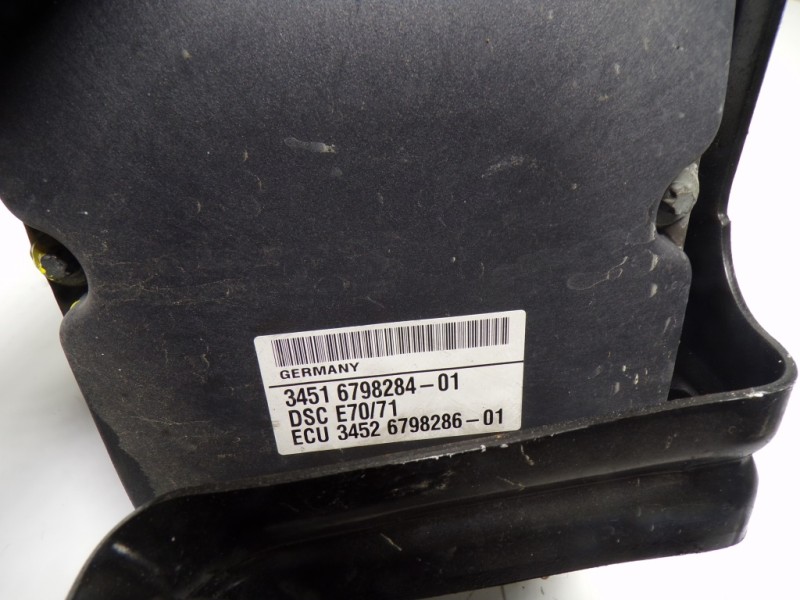 GERMANY
3451 6798284-01
DSC E70/71
ECU 3452 6798286-01